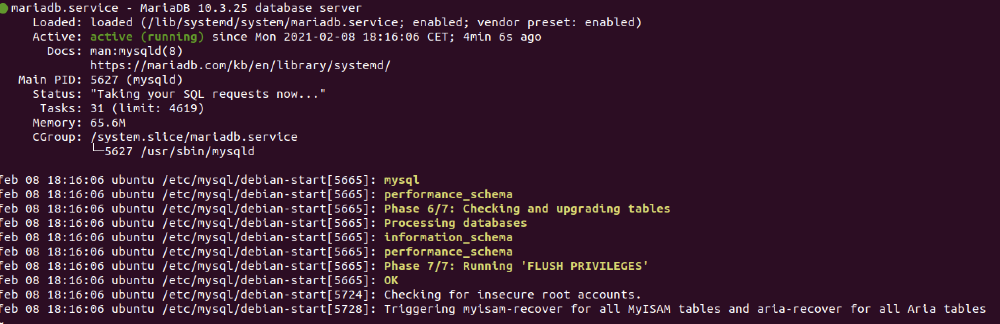 ● mariadb.service - MariaDB 10.3.25 database server
Loaded: loaded (/lib/systemd/system/mariadb.service; enabled; vendor preset: enabled)
Active: active (running) since Mon 2021-02-08 18:16:06 CET; 4min 6s ago
Docs: man:mysqld(8)
https://mariadb.com/kb/en/library/systemd/
Main PID: 5627 (mysqld)
Status: "Taking your SQL requests now..."
Tasks: 31 (limit: 4619)
Memory: 65.6M
CGroup: /system.slice/mariadb.service
└─5627 /usr/sbin/mysqld
feb 08 18:16:06 ubuntu /etc/mysql/debian-start[5665]: mysql
feb 08 18:16:06 ubuntu /etc/mysql/debian-start[5665]: performance_schema
feb 08 18:16:06 ubuntu /etc/mysql/debian-start[5665]: Phase 6/7: Checking and upgrading tables
feb 08 18:16:06 ubuntu /etc/mysql/debian-start[5665]: Processing databases
feb 08 18:16:06 ubuntu /etc/mysql/debian-start[5665]: information_schema
feb 08 18:16:06 ubuntu /etc/mysql/debian-start[5665]: performance_schema
feb 08 18:16:06 ubuntu /etc/mysql/debian-start[5665]: Phase 7/7: Running 'FLUSH PRIVILEGES'
feb 08 18:16:06 ubuntu /etc/mysql/debian-start[5665]: OK
feb 08 18:16:06 ubuntu /etc/mysql/debian-start[5724]: Checking for insecure root accounts.
feb 08 18:16:06 ubuntu /etc/mysql/debian-start[5728]: Triggering myisam-recover for all MyISAM tables and aria-recover for all Aria tables